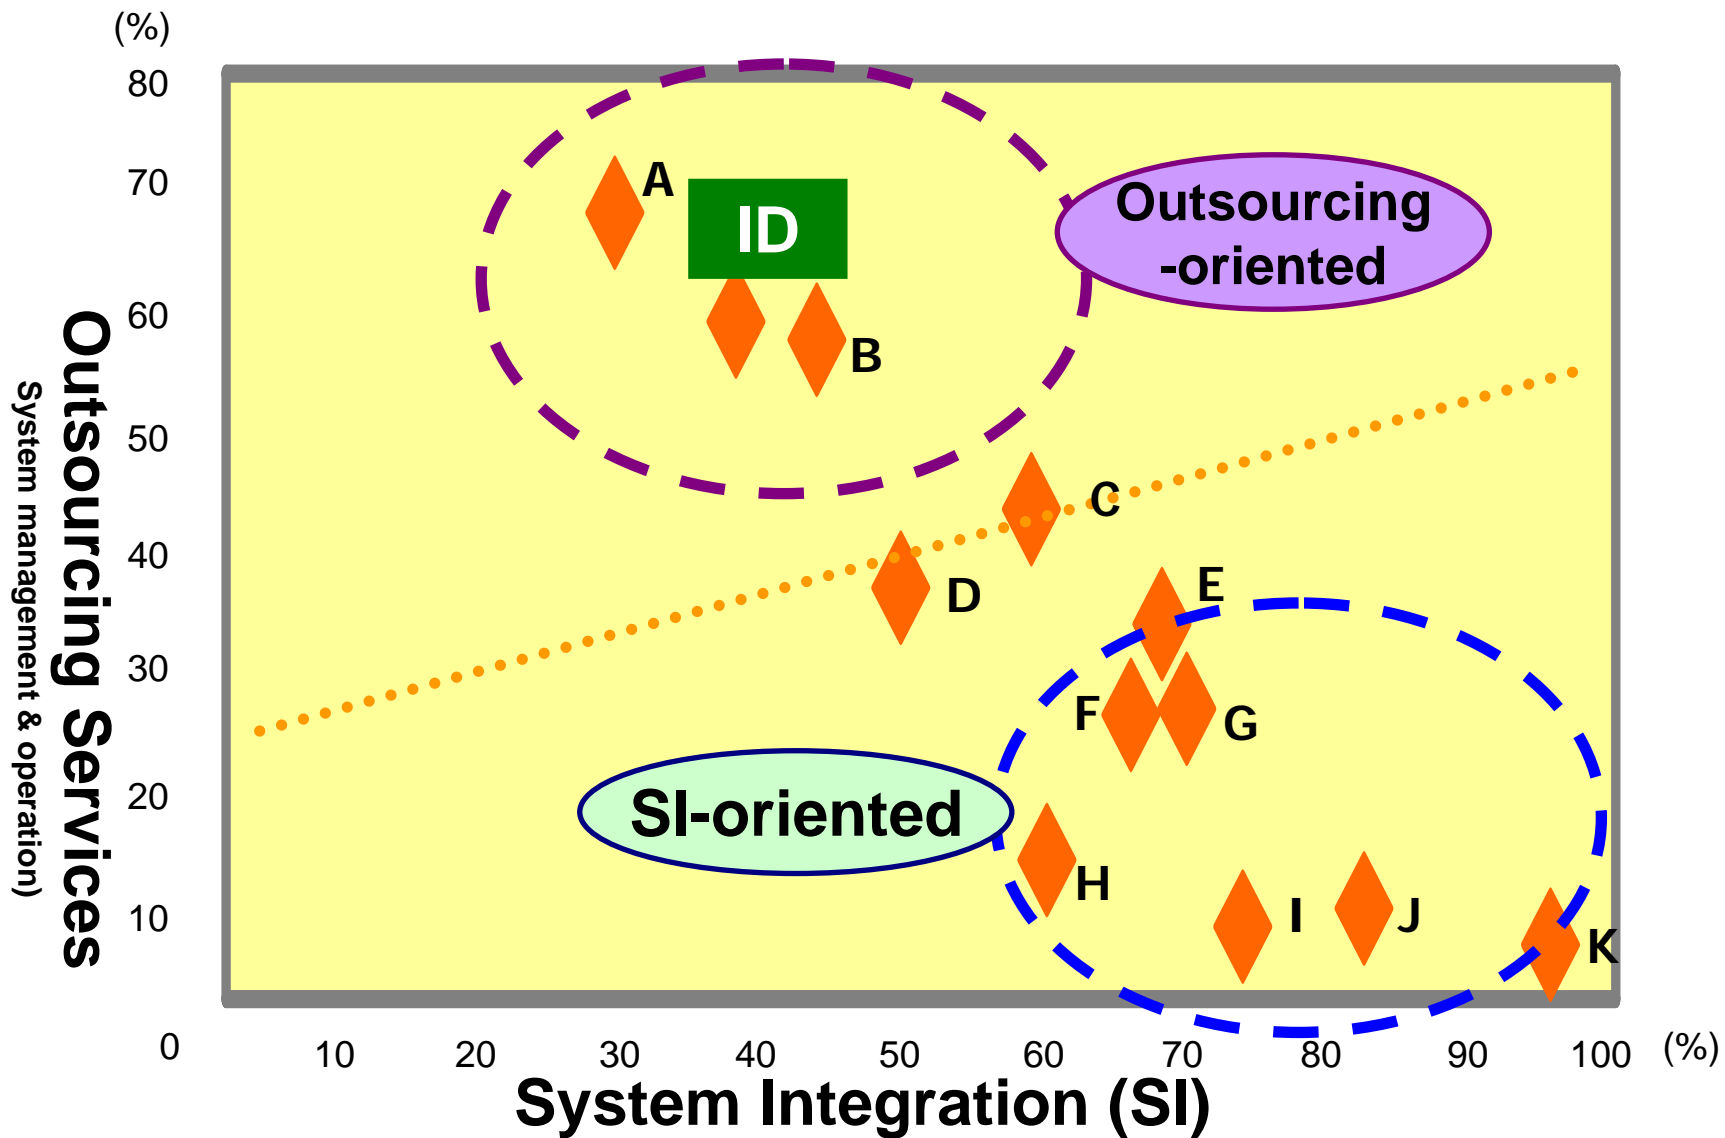 (%)
80
70
60
50
40
30
20
10
0
Outsourcing Services
System management & operation)
A
ID
B
Outsourcing
-oriented
C
D
E
F
G
SI-oriented
H
I
J
K
10 20 30 40 50 60 70 80 90 100 (%)
System Integration (SI)